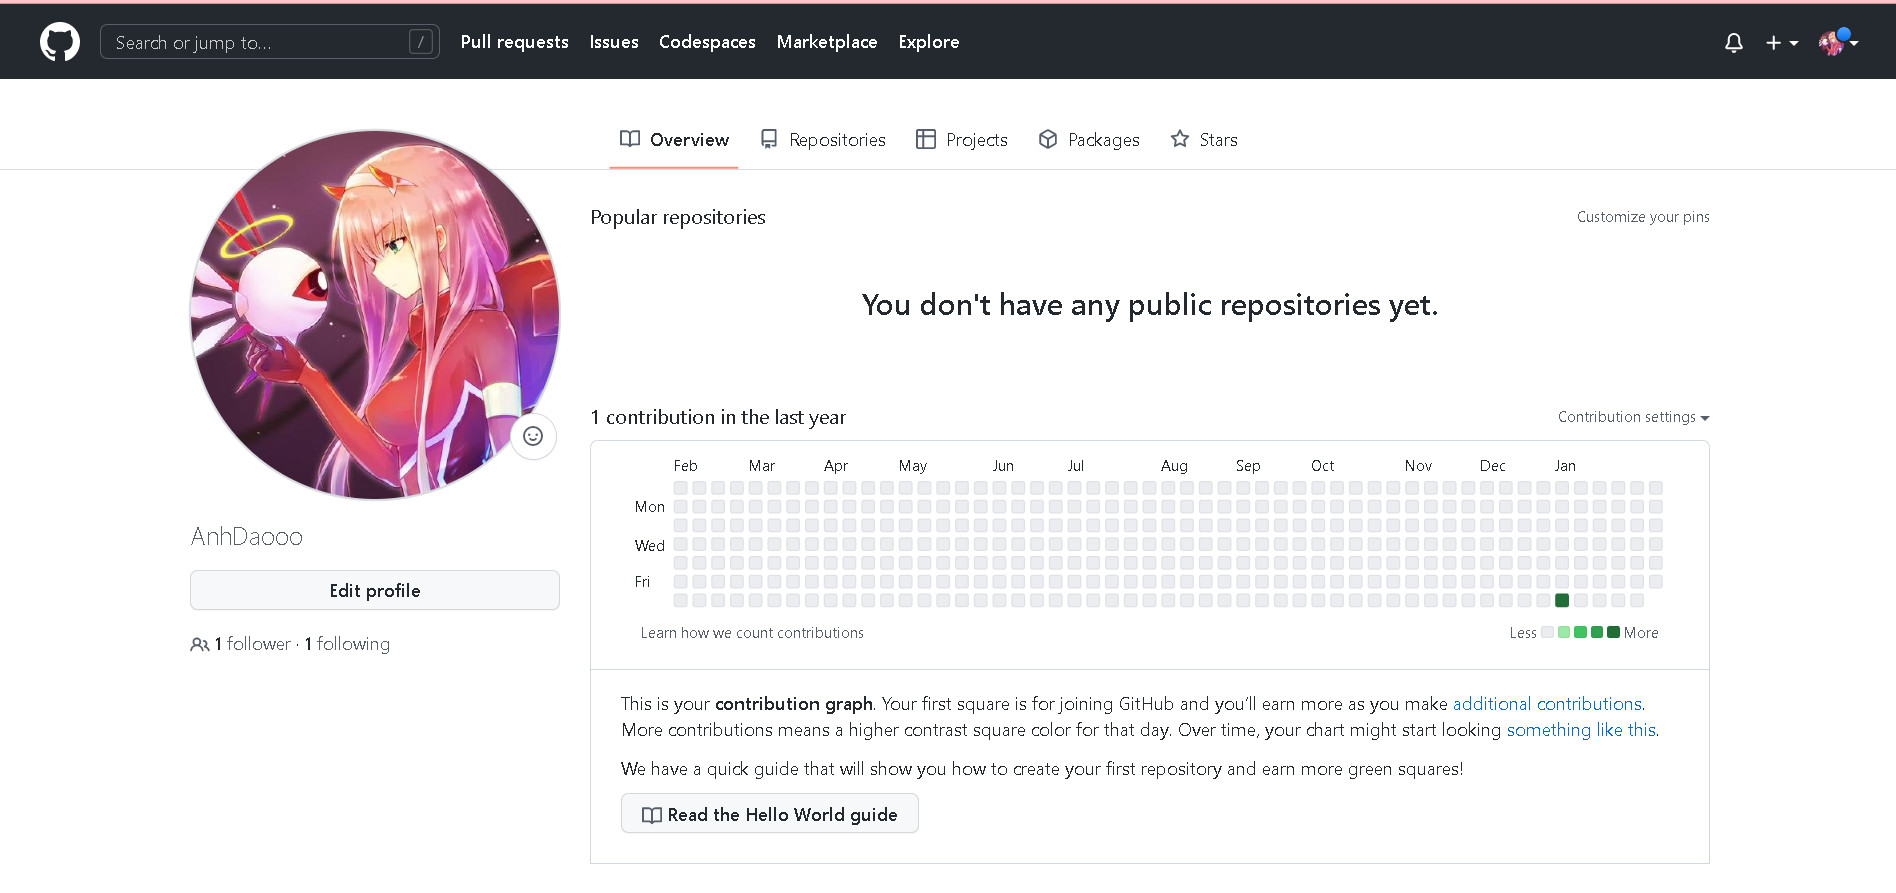 Search or jump to... / Pull requests Issues Codespaces Marketplace Explore
Overview Repositories Projects Packages Stars
Popular repositories Customize your pins
You don't have any public repositories yet.
1 contribution in the last year Contribution settings
Feb Mar Apr May Jun Jul Aug Sep Oct Nov Dec Jan
Mon
Wed
Fri
Learn how we count contributions Less More
AnhDaooo
Edit profile
1 follower · 1 following
This is your contribution graph. Your first square is for joining GitHub and you’ll earn more as you make additional contributions.
More contributions means a higher contrast square color for that day. Over time, your chart might start looking something like this.
We have a quick guide that will show you how to create your first repository and earn more green squares!
Read the Hello World guide